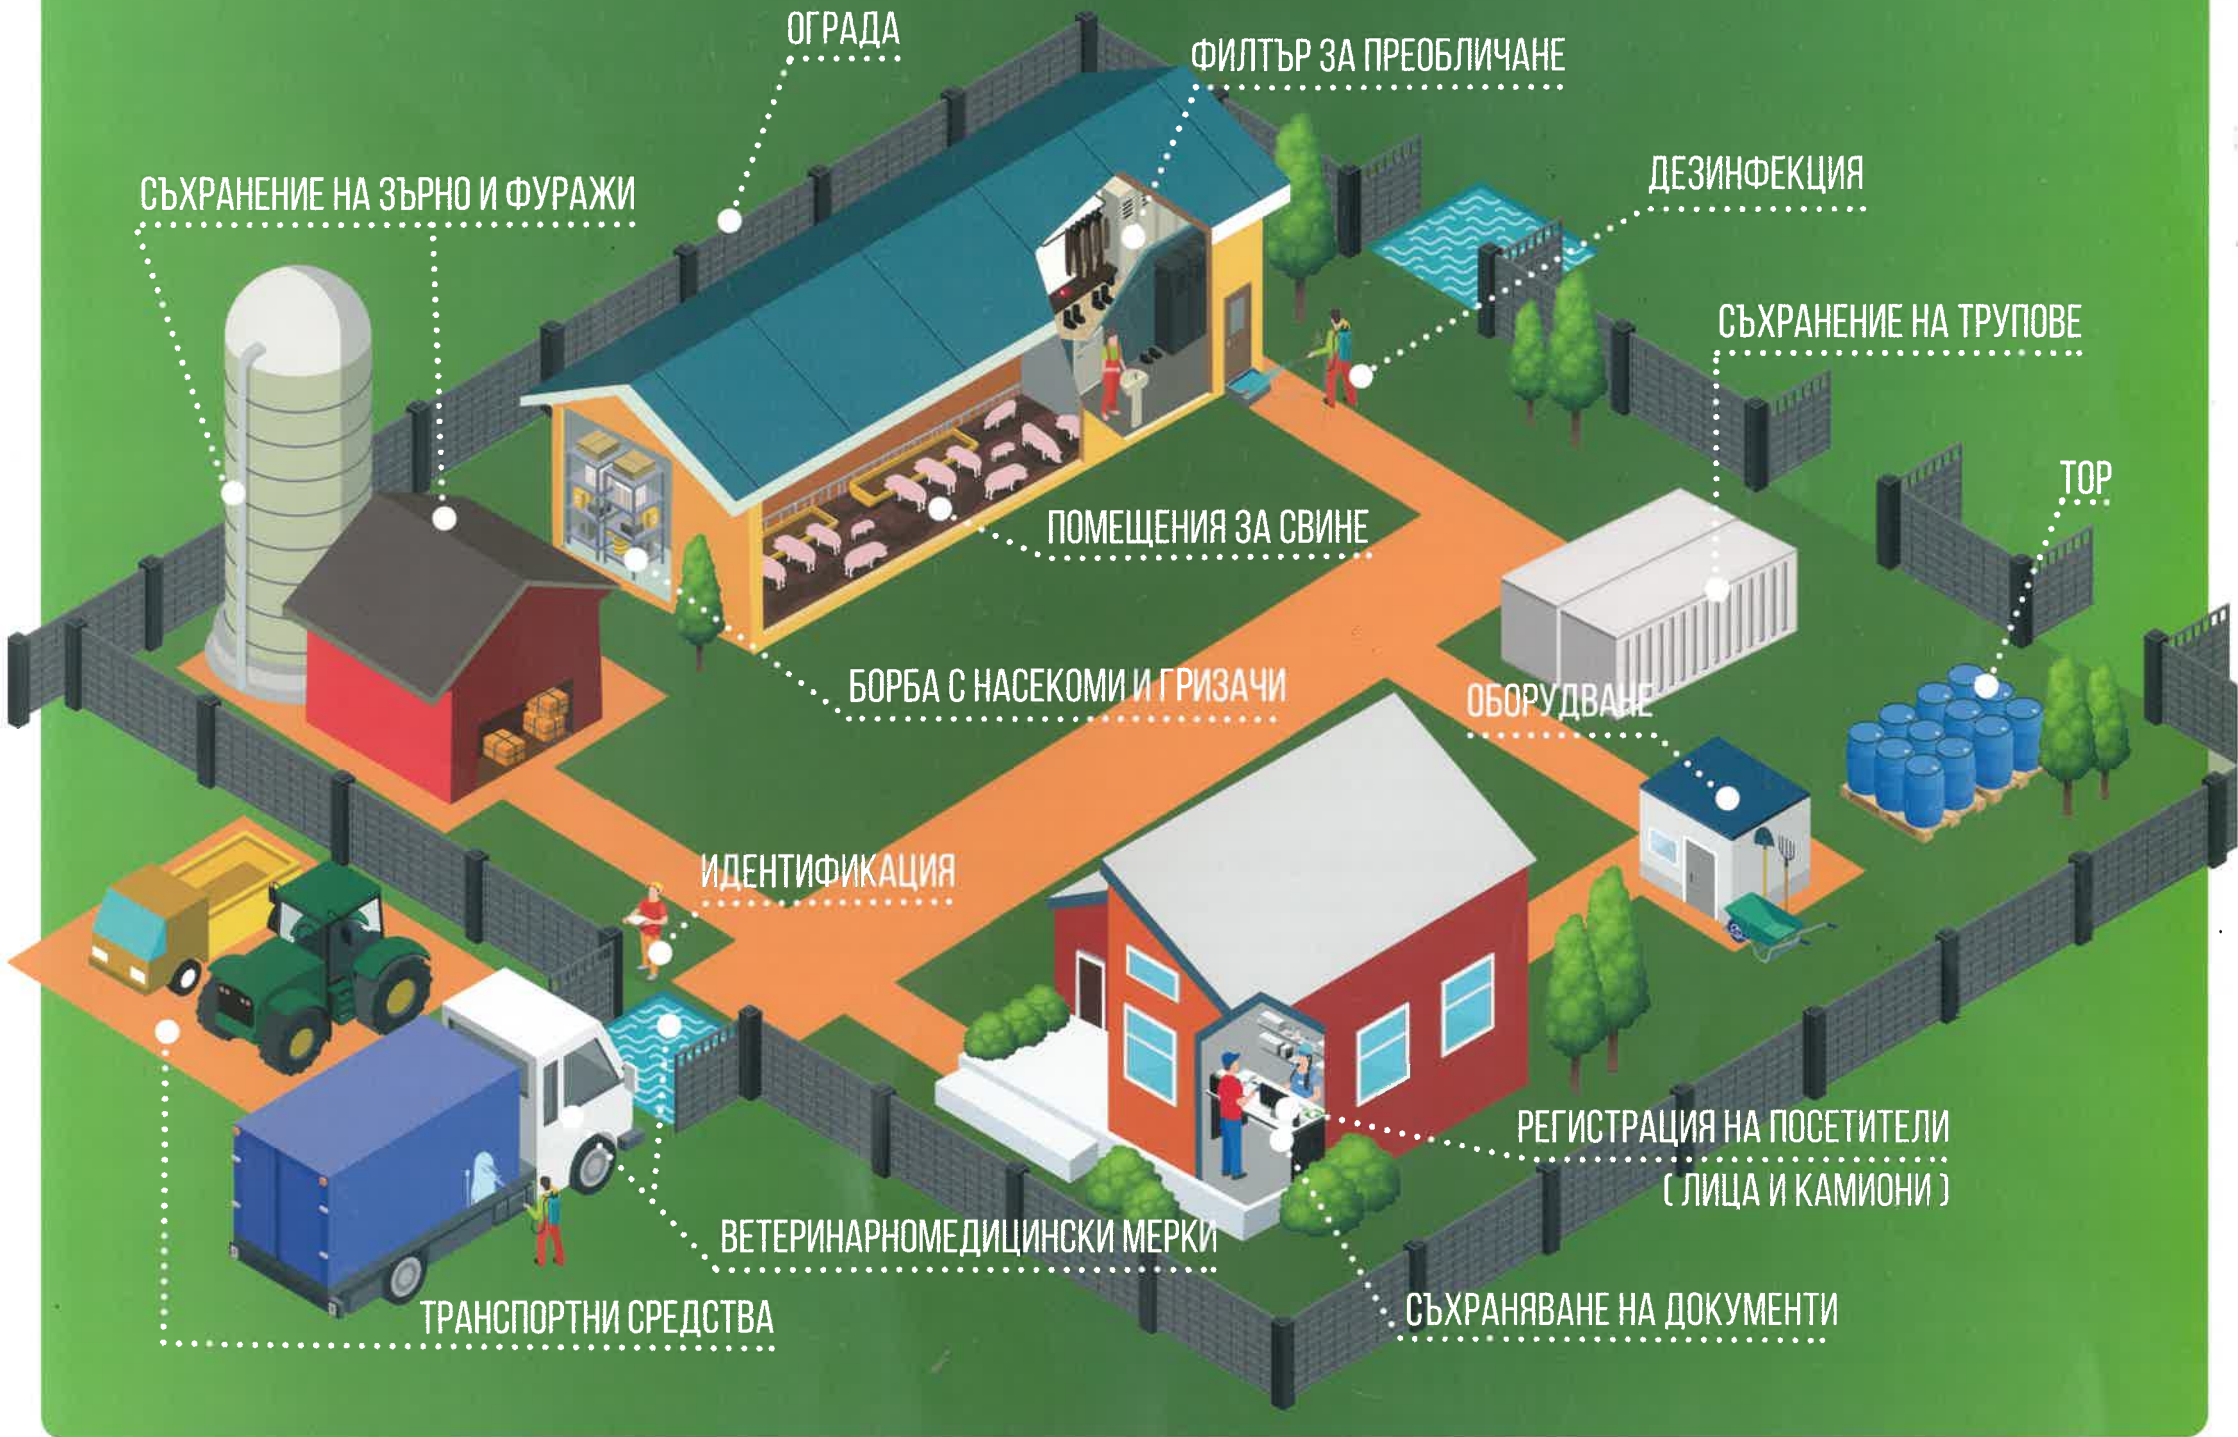 ОГРАДА
ФИЛТЪР ЗА ПРЕОБЛИЧАНЕ
ДЕЗИНФЕКЦИЯ
СЪХРАНЕНИЕ НА ЗЪРНО И ФУРАЖИ
СЪХРАНЕНИЕ НА ТРУПОВЕ
ТОР
ПОМЕЩЕНИЯ ЗА СВИНЕ
БОРБА С НАСЕКОМИ И ГРИЗАЧИ
ОБОРУДВАНЕ
ИДЕНТИФИКАЦИЯ
РЕГИСТРАЦИЯ НА ПОСЕТИТЕЛИ
( ЛИЦА И КАМИОНИ )
ВЕТЕРИНАРНОМЕДИЦИНСКИ МЕРКИ
СЪХРАНЯВАНЕ НА ДОКУМЕНТИ
ТРАНСПОРТНИ СРЕДСТВА